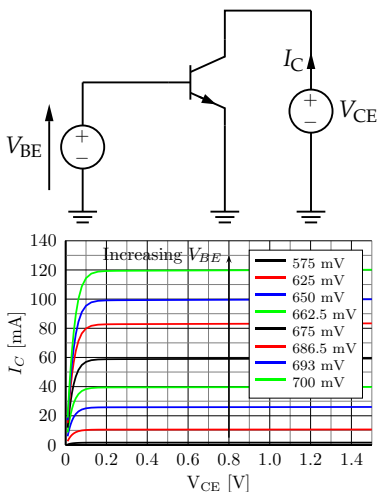 I_C
V_BE
+
−
+
−
V_CE
Increasing V_BE
575 mV
625 mV
650 mV
662.5 mV
675 mV
686.5 mV
693 mV
700 mV
140
120
100
80
60
40
20
0
I_C [mA]
0 0.2 0.4 0.6 0.8 1.0 1.2 1.4
V_CE [V]